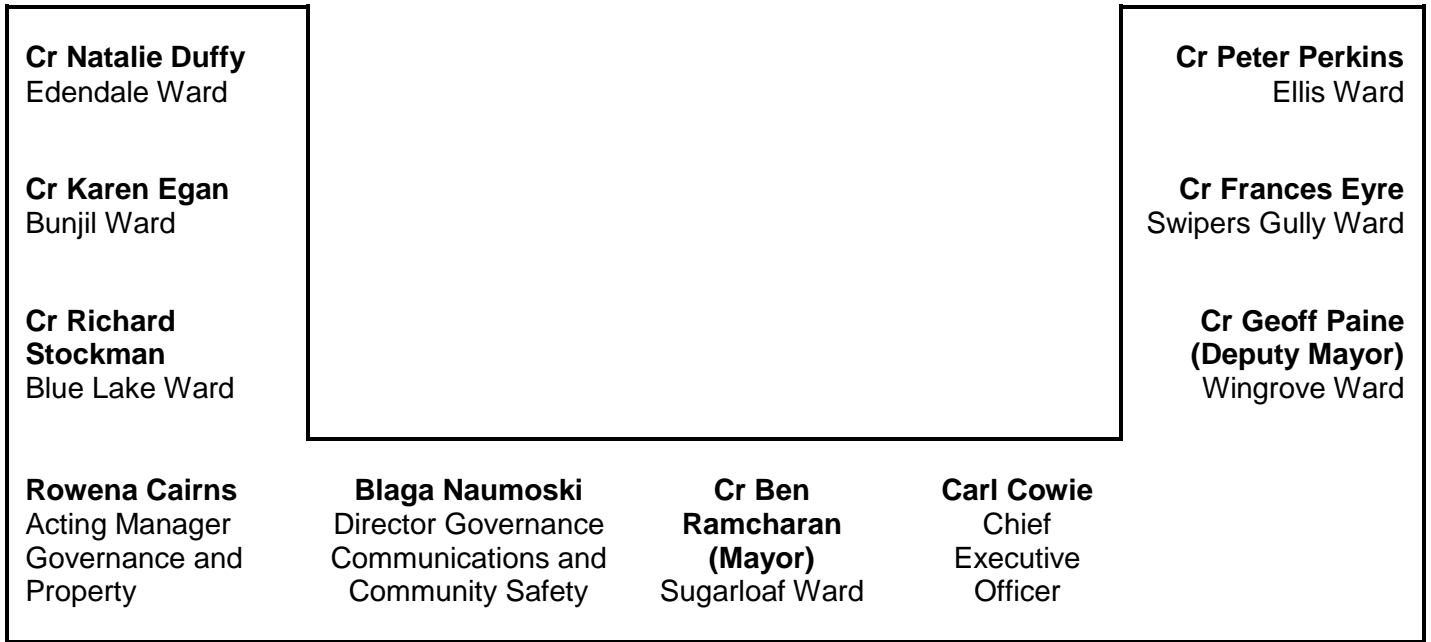 Cr Natalie Duffy
Edendale Ward
Cr Karen Egan
Bunjil Ward
Cr Richard
Stockman
Blue Lake Ward
Cr Peter Perkins
Ellis Ward
Cr Frances Eyre
Swipers Gully Ward
Cr Geoff Paine
(Deputy Mayor)
Wingrove Ward
Rowena Cairns
Acting Manager
Governance and
Property
Blaga Naumoski
Director Governance
Communications and
Community Safety
Cr Ben
Ramcharan
(Mayor)
Sugarloaf Ward
Carl Cowie
Chief
Executive
Officer